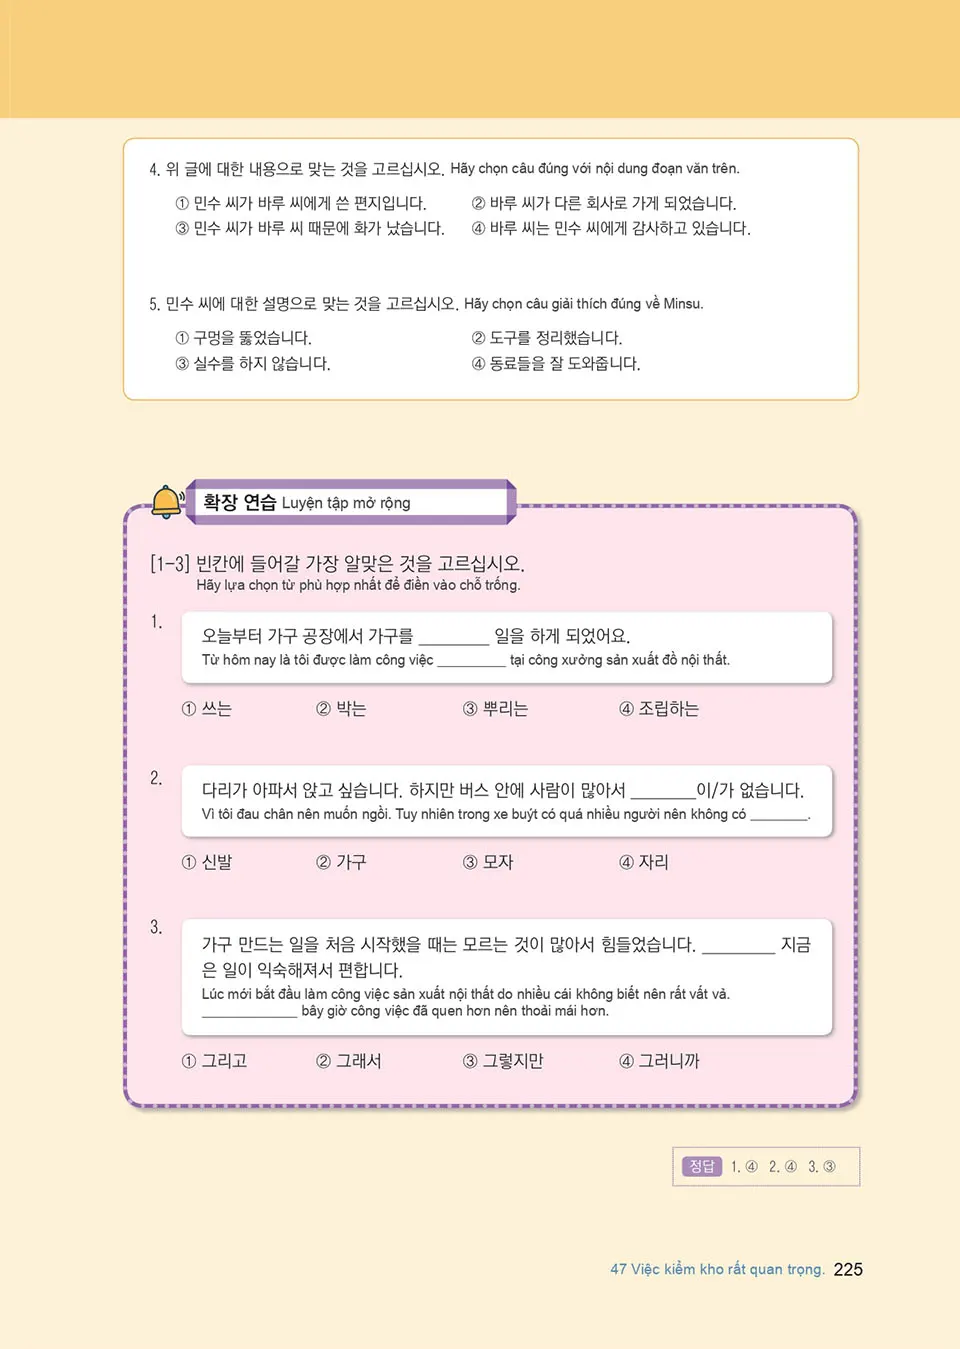 4. 위 글에 대한 내용으로 맞는 것을 고르십시오. Hãy chọn câu đúng với nội dung đoạn văn trên.
① 민수 씨가 바루 씨에게 쓴 편지입니다. ② 바루 씨가 다른 회사로 가게 되었습니다.
③ 민수 씨가 바루 씨 때문에 화가 났습니다. ④ 바루 씨는 민수 씨에게 감사하고 있습니다.
5. 민수 씨에 대한 설명으로 맞는 것을 고르십시오. Hãy chọn câu giải thích đúng về Minsu.
① 구멍을 뚫었습니다. ② 도구를 정리했습니다.
③ 실수를 하지 않습니다. ④ 동료들을 잘 도와줍니다.
확장 연습 Luyện tập mở rộng
[1-3] 빈칸에 들어갈 가장 알맞은 것을 고르십시오.
Hãy lựa chọn từ phù hợp nhất để điền vào chỗ trống.
1.
오늘부터 가구 공장에서 가구를 ________ 일을 하게 되었어요.
Từ hôm nay là tôi được làm công việc _________ tại công xưởng sản xuất đồ nội thất.
① 쓰는 ② 박는 ③ 뿌리는 ④ 조립하는
2.
다리가 아파서 앉고 싶습니다. 하지만 버스 안에 사람이 많아서 ________이/가 없습니다.
Vì tôi đau chân nên muốn ngồi. Tuy nhiên trong xe buýt có quá nhiều người nên không có ________.
① 신발 ② 가구 ③ 모자 ④ 자리
3.
가구 만드는 일을 처음 시작했을 때는 모르는 것이 많아서 힘들었습니다. _________ 지금
은 일이 익숙해져서 편합니다.
Lúc mới bắt đầu làm công việc sản xuất nội thất do nhiều cái không biết nên rất vất vả.
_____________ bây giờ công việc đã quen hơn nên thoải mái hơn.
① 그리고 ② 그래서 ③ 그렇지만 ④ 그러니까
정답 1. ④ 2. ④ 3. ③
47 Việc kiểm kho rất quan trọng. 225